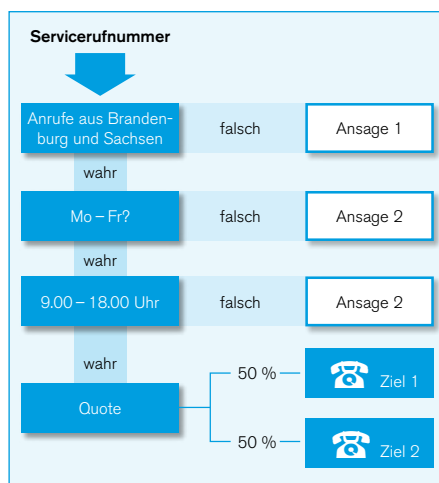 Servicerufnummer
Anrufe aus Branden-
burg und Sachsen
falsch
Ansage 1
wahr
Mo – Fr?
falsch
Ansage 2
wahr
9.00 – 18.00 Uhr
falsch
Ansage 2
wahr
50 %
Ziel 1
Quote
50 %
Ziel 2